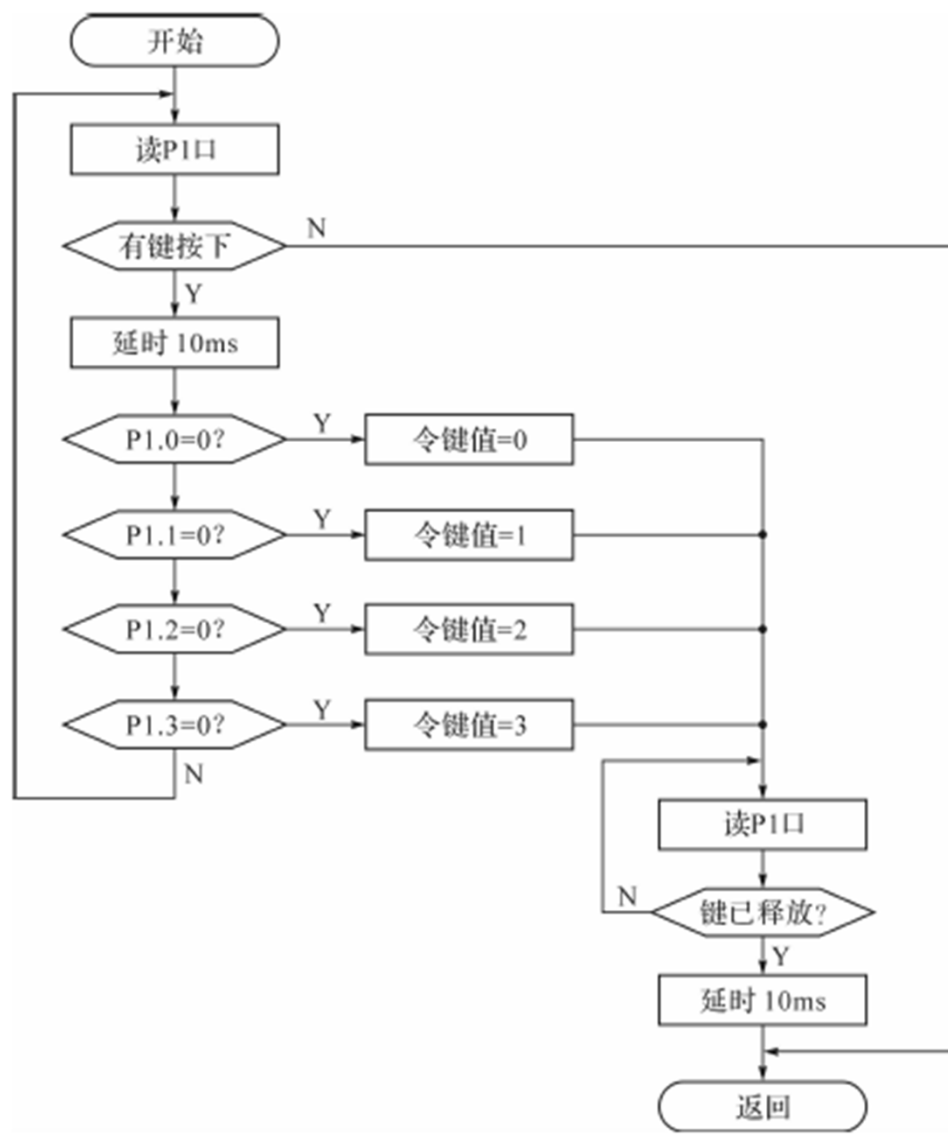 开始
读P1口
有键按下
N
Y
延时 10ms
P1.0=0?
Y
令键值=0
P1.1=0?
Y
令键值=1
P1.2=0?
Y
令键值=2
P1.3=0?
Y
令键值=3
N
读P1口
键已释放?
N
Y
延时 10ms
返回